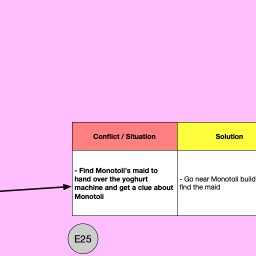 Conflict / Situation
Solution
- Find Monotoli's maid to
hand over the yoghurt
machine and get a clue about
Monotoli
- Go near Monotoli build
find the maid
E25